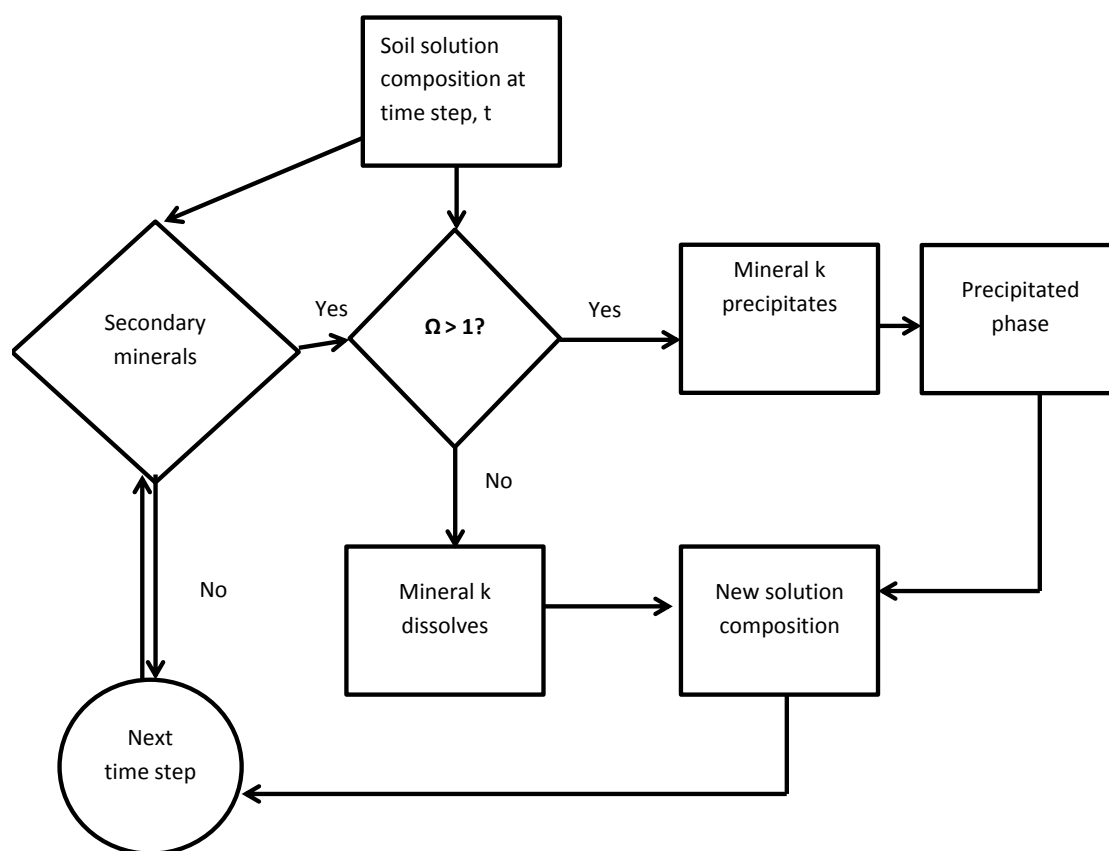 Soil solution
composition at
time step, t
Secondary
minerals
Yes
Ω > 1?
Yes
Mineral k
precipitates
Precipitated
phase
No
No
Mineral k
dissolves
New solution
composition
Next
time step